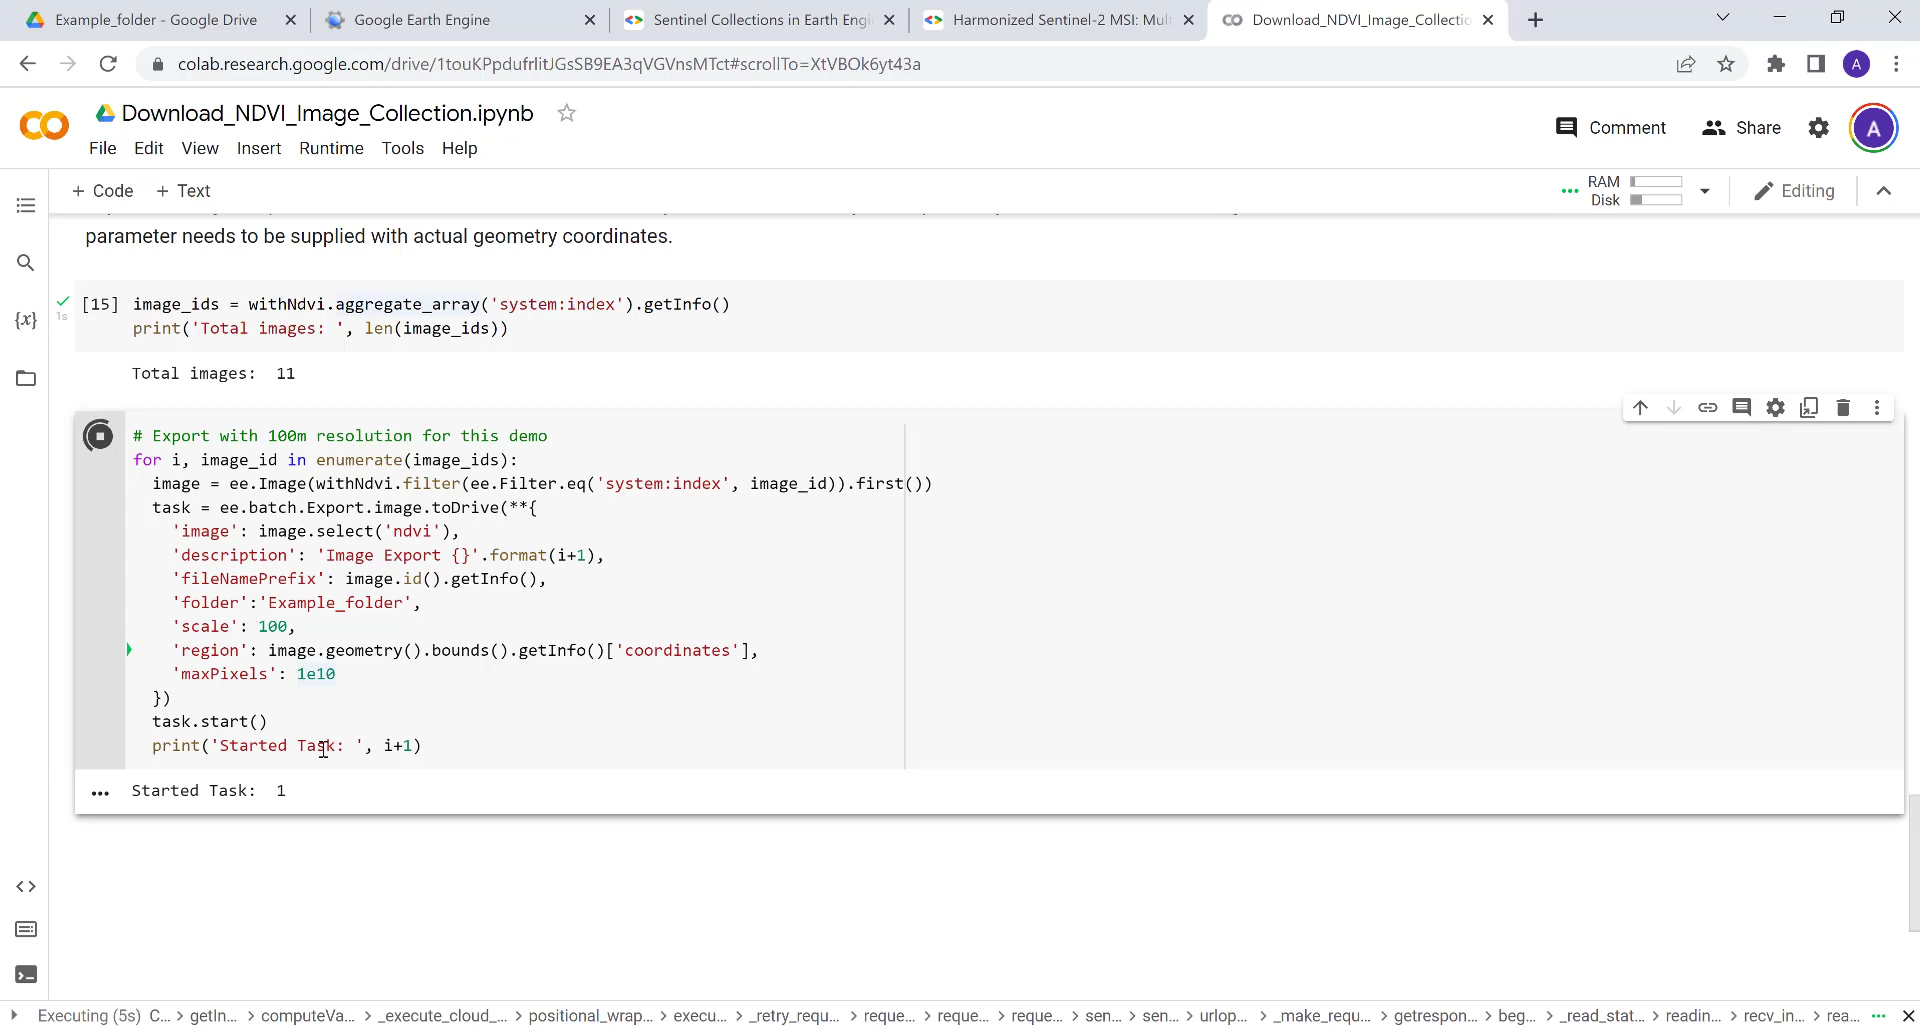 Example_folder - Google Drive
Google Earth Engine
Sentinel Collections in Earth Engi
Harmonized Sentinel-2 MSI: Mul
Download_NDVI_Image_Collectio
colab.research.google.com/drive/1touKPpdufrlitJGsSB9EA3qVGVnsMTct#scrollTo=XtVBOk6yt43a
A
Download_NDVI_Image_Collection.ipynb
Comment
Share
A
File Edit View Insert Runtime Tools Help
+ Code + Text
RAM
Disk
Editing
parameter needs to be supplied with actual geometry coordinates.
1s
[15] image_ids = withNdvi.aggregate_array('system:index').getInfo()
print('Total images: ', len(image_ids))
{x}
Total images: 11
# Export with 100m resolution for this demo
for i, image_id in enumerate(image_ids):
image = ee.Image(withNdvi.filter(ee.Filter.eq('system:index', image_id)).first())
task = ee.batch.Export.image.toDrive(**{
'image': image.select('ndvi'),
'description': 'Image Export {}'.format(i+1),
'fileNamePrefix': image.id().getInfo(),
'folder':'Example_folder',
'scale': 100,
'region': image.geometry().bounds().getInfo()['coordinates'],
'maxPixels': 1e10
})
task.start()
print('Started Task: ', i+1)
... Started Task: 1
Executing (5s) C... > getIn... > computeVa... > _execute_cloud_... > positional_wrap... > execu... > _retry_requ... > reque... > reque... > reque... > sen... > sen... > urlop... > _make_requ... > getrespon... > beg... > _read_stat... > readin... > recv_in... > rea...